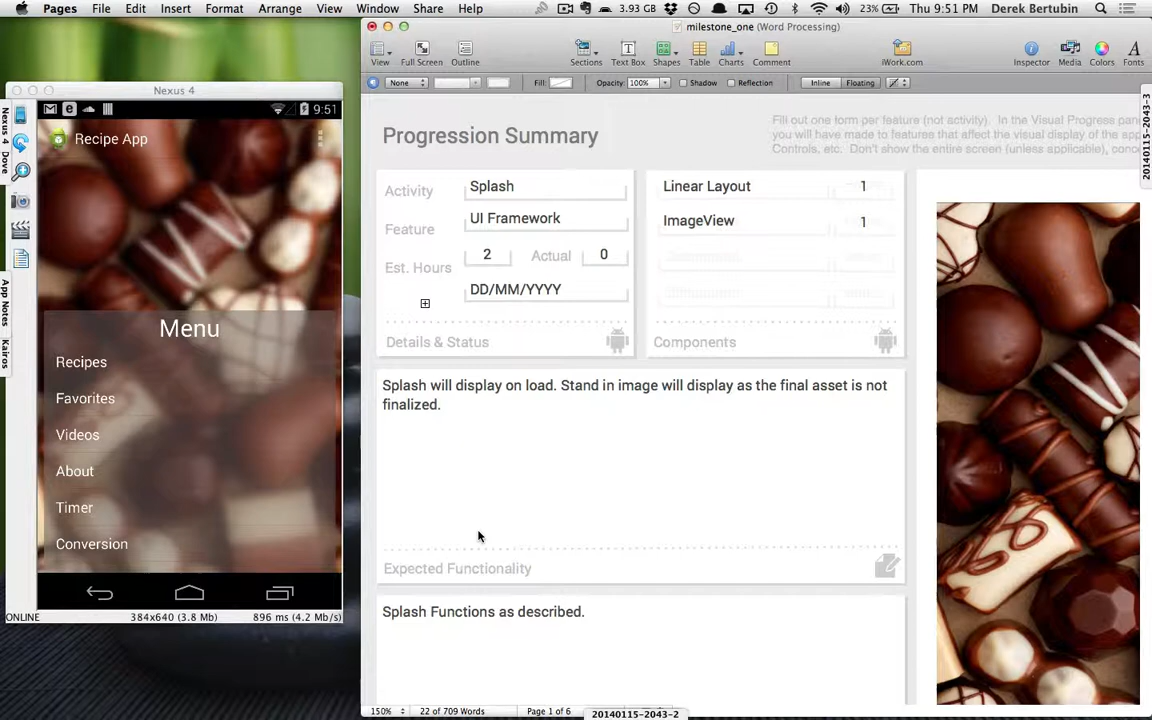 Pages File Edit Insert Format Arrange View Window Share Help 3.93 GB 23% Thu 9:51 PM Derek Bertubin
milestone_one (Word Processing)
View Full Screen Outline Sections Text Box Shapes Table Charts Comment iWork.com Inspector Media Colors Fonts
None Fill: Opacity: 100% Shadow Reflection Inline Floating
Nexus 4
9:51
Recipe App
Menu
Recipes
Favorites
Videos
About
Timer
Conversion
ONLINE 384x640 (3.8 Mb) 896 ms (4.2 Mb/s)
Nexus 4 Dove
App Notes Kairos
Progression Summary
Fill out one form per feature (not activity). In the Visual Progress
you will have made to features that affect the visual display of the
Controls, etc. Don't show the entire screen (unless applicable),
Activity Splash
Feature UI Framework
Est. Hours 2 Actual 0
DD/MM/YYYY
Details & Status
Linear Layout 1
ImageView 1
Components
Splash will display on load. Stand in image will display as the final asset is not
finalized.
Expected Functionality
Splash Functions as described.
150% 22 of 709 Words Page 1 of 6
20140115-2043-2
20140115-2043-3